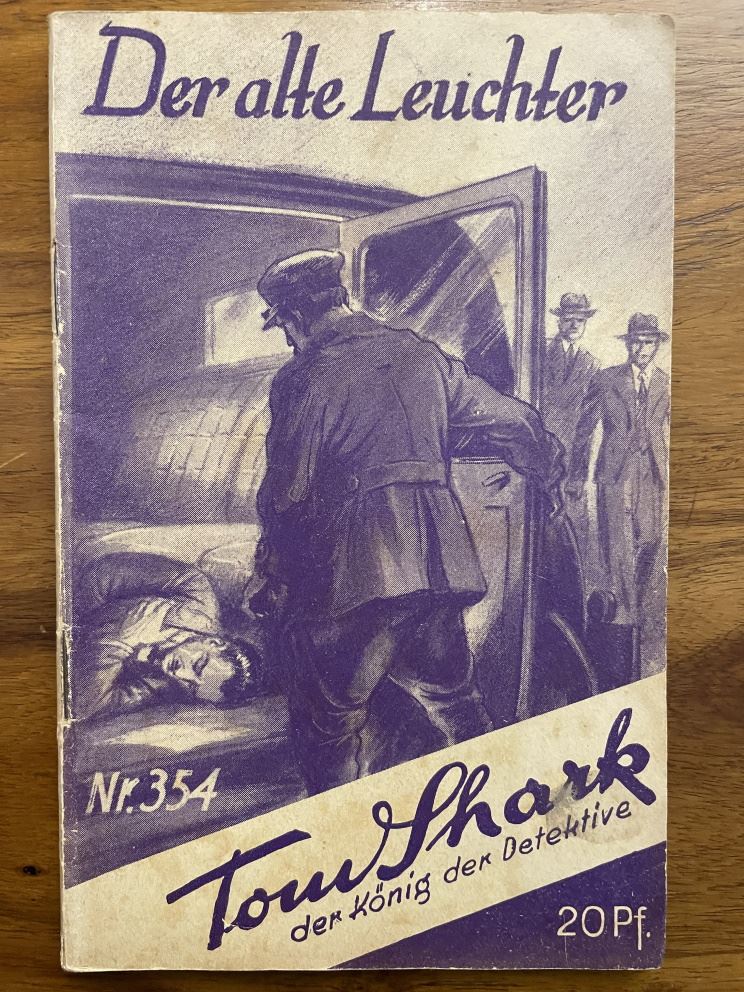 Der alte Leuchter
Nr. 354
Tom Shark
der König der Detektive
20 Pf.